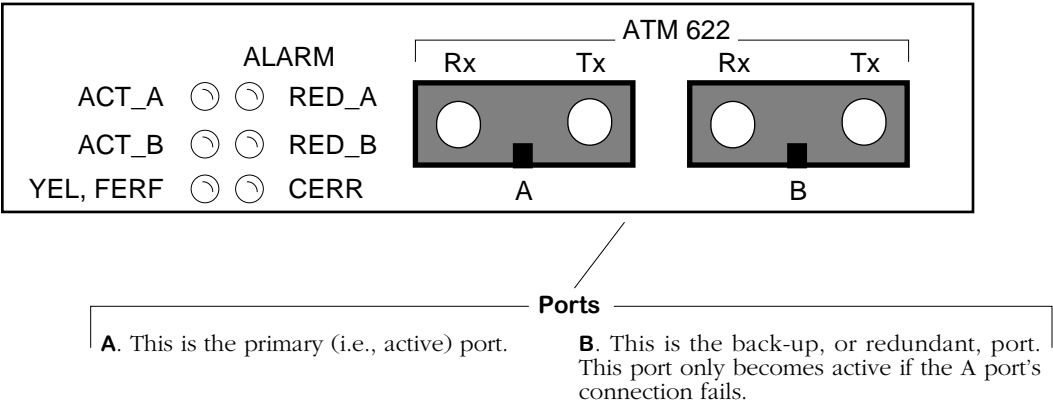 ATM 622
ALARM
Rx Tx Rx Tx
ACT_A RED_A
ACT_B RED_B
YEL, FERF CERR
A B
Ports
A. This is the primary (i.e., active) port.
B. This is the back-up, or redundant, port.
This port only becomes active if the A port's
connection fails.